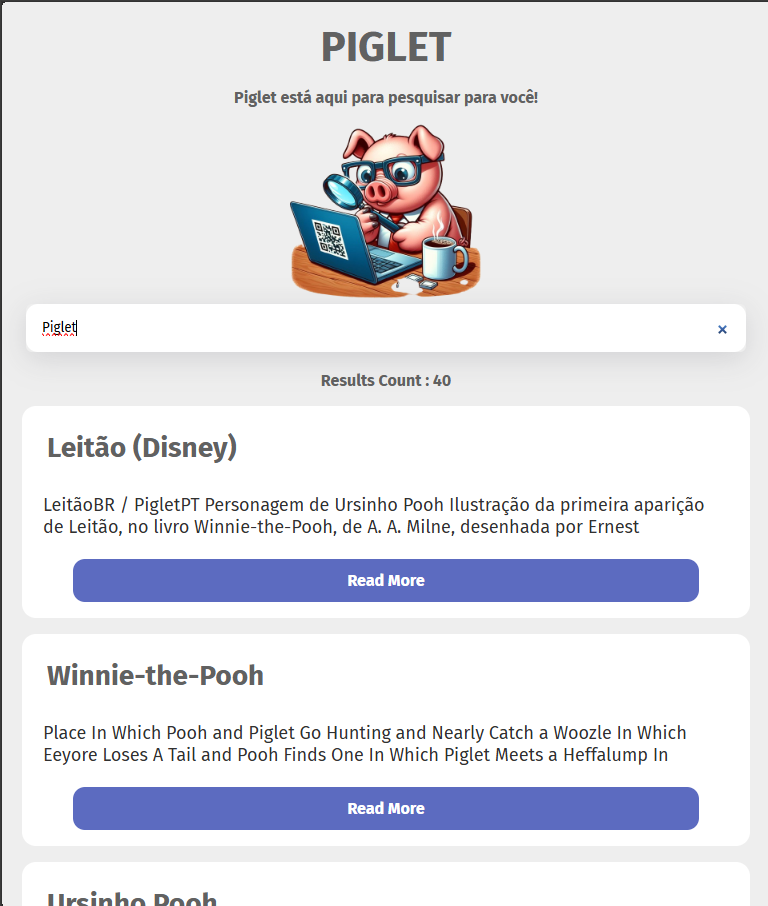 PIGLET
Piglet está aqui para pesquisar para você!
Piglet
×
Results Count : 40
Leitão (Disney)
LeitãoBR / PigletPT Personagem de Ursinho Pooh Ilustração da primeira aparição
de Leitão, no livro Winnie-the-Pooh, de A. A. Milne, desenhada por Ernest
Read More
Winnie-the-Pooh
Place In Which Pooh and Piglet Go Hunting and Nearly Catch a Woozle In Which
Eeyore Loses A Tail and Pooh Finds One In Which Piglet Meets a Heffalump In
Read More
Ursinho Pooh